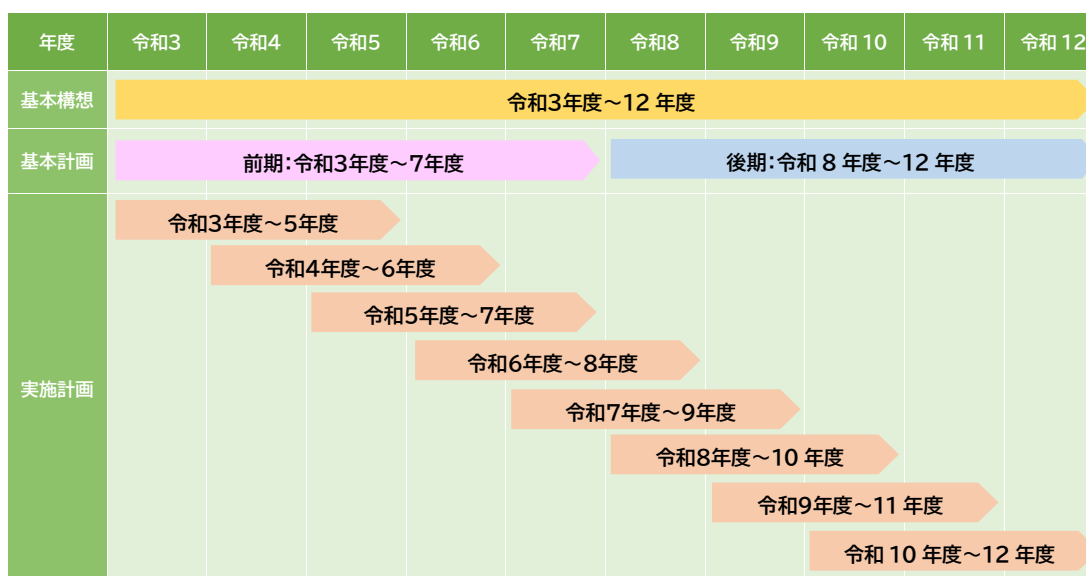 年度 令和3 令和4 令和5 令和6 令和7 令和8 令和9 令和 10 令和 11 令和 12
基本構想 令和3年度～12 年度
基本計画 前期：令和3年度～7年度 後期：令和 8 年度～12 年度
令和3年度～5年度
令和4年度～6年度
令和5年度～7年度
令和6年度～8年度
実施計画
令和7年度～9年度
令和8年度～10 年度
令和9年度～11 年度
令和 10 年度～12 年度